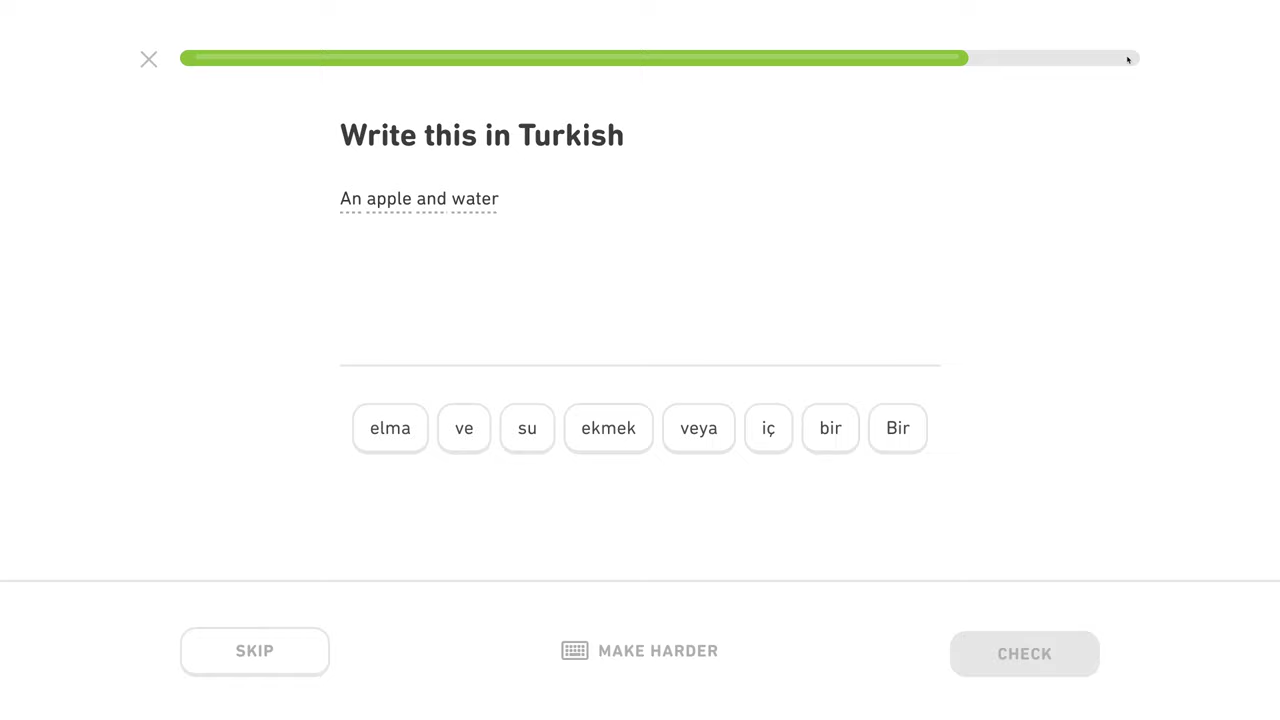 Write this in Turkish
An apple and water
elma ve su ekmek veya iç bir Bir
SKIP MAKE HARDER CHECK